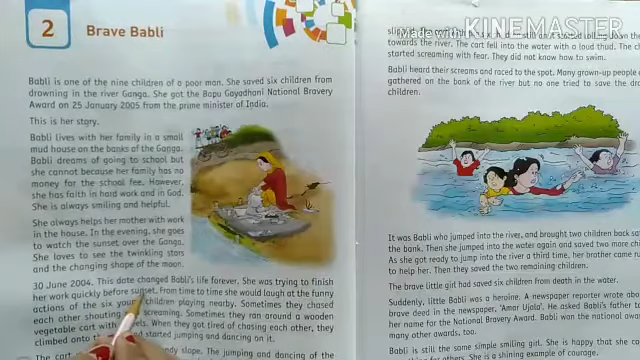 2
Brave Babli
Babli is one of the nine children of a poor man. She saved six children from
drowning in the river Ganga. She got the Bapu Gayadhani National Bravery
Award on 25 January 2005 from the prime minister of India.
This is her story.
Babli lives with her family in a small
mud house on the banks of the Ganga.
Babli dreams of going to school but
she cannot because her family has no
money for the school fee. However,
she has faith in hard work and in God.
She is always smiling and helpful.
She always helps her mother with work
in the house. In the evening, she goes
to watch the sunset over the Ganga.
She loves to see the twinkling stars
and the changing shape of the moon.
30 June 2004. This date changed Babli's life forever. She was trying to finish
her work quickly before sunset. From time to time she would laugh at the funny
actions of the six children playing nearby. Sometimes they chased
each other shouting screaming. Sometimes they ran around a wooden
vegetable cart with When they got tired of chasing each other, they
climbed onto started jumping and dancing on it.
The cart slope. The jumping and dancing of the
Made with KINEMASTER
rolling down the
towards the river. The cart fell into the water with a loud thud. The
started screaming with fear. They did not know how to swim.
Babli heard their screams and raced to the spot. Many grown-up people
gathered on the bank of the river but no one tried to save the
children.
It was Babli who jumped into the river, and brought two children back
the bank. Then she jumped into the water again and saved two more
As she got ready to jump into the river a third time, her brother came
to help her. Then they saved the two remaining children.
The brave little girl had saved six children from death in the water.
Suddenly, little Babli was a heroine. A newspaper reporter wrote
brave deed in the newspaper, 'Amar Ujala'. He asked Babli's father to
her name for the National Bravery Award. Babli won the national
many other awards too.
Babli is still the same simple smiling girl. She is happy that she
for others. She is a shining example of courage.